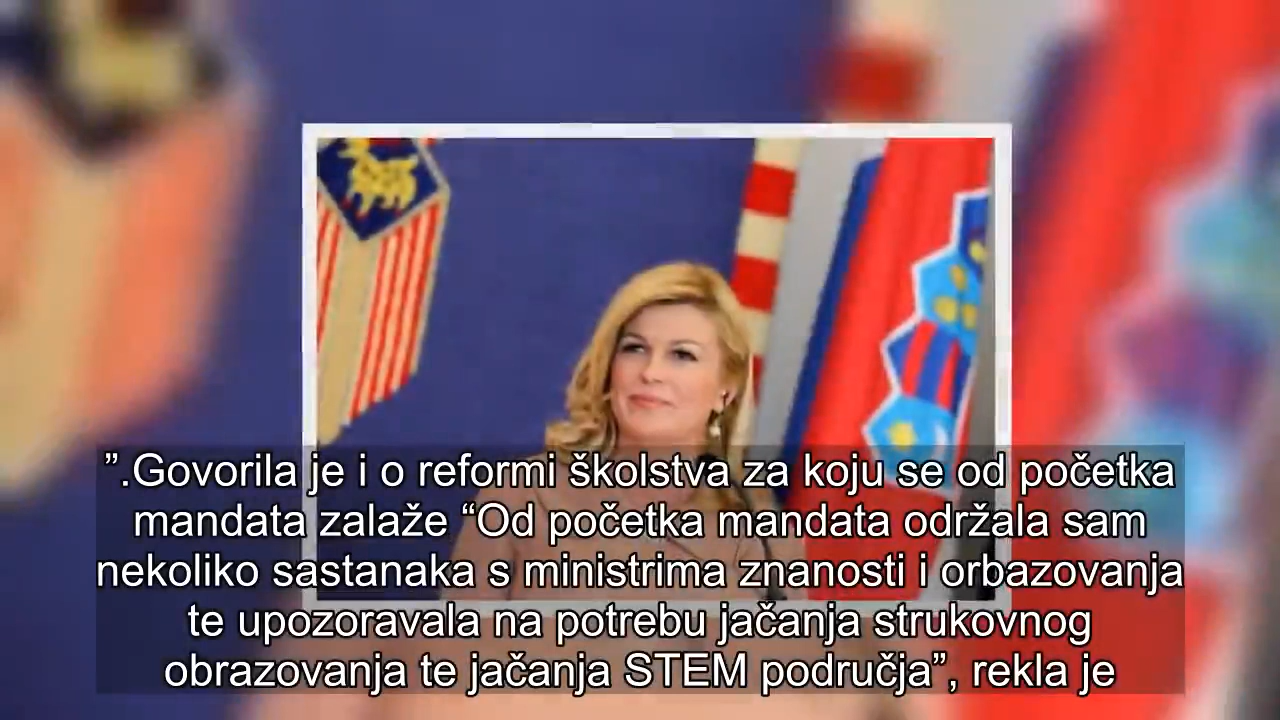 ”.Govorila je i o reformi školstva za koju se od početka
mandata zalaže “Od početka mandata održala sam
nekoliko sastanaka s ministrima znanosti i orbazovanja
te upozoravala na potrebu jačanja strukovnog
obrazovanja te jačanja STEM područja”, rekla je